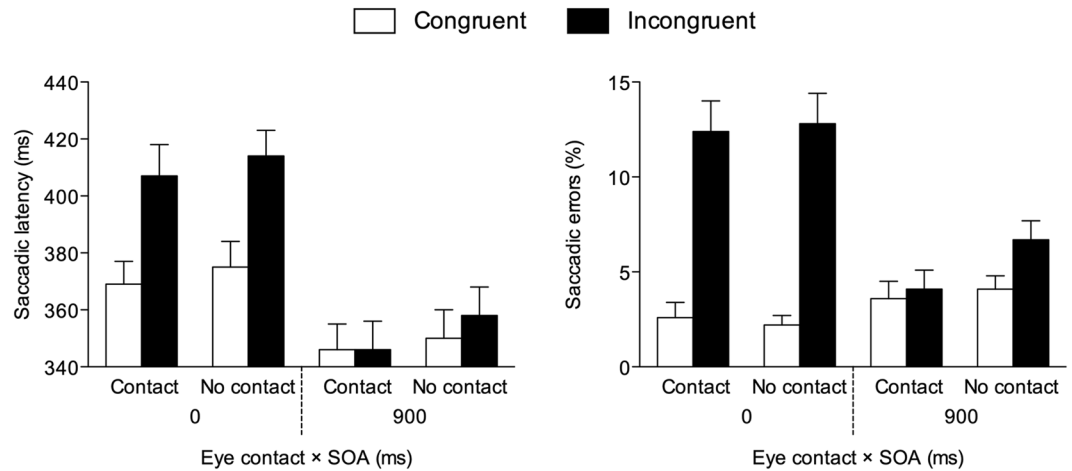 Congruent Incongruent
Saccadic latency (ms)
440
420
400
380
360
340
Contact No contact Contact No contact
0 900
Eye contact × SOA (ms)
Saccadic errors (%)
15
10
5
0
Contact No contact Contact No contact
0 900
Eye contact × SOA (ms)